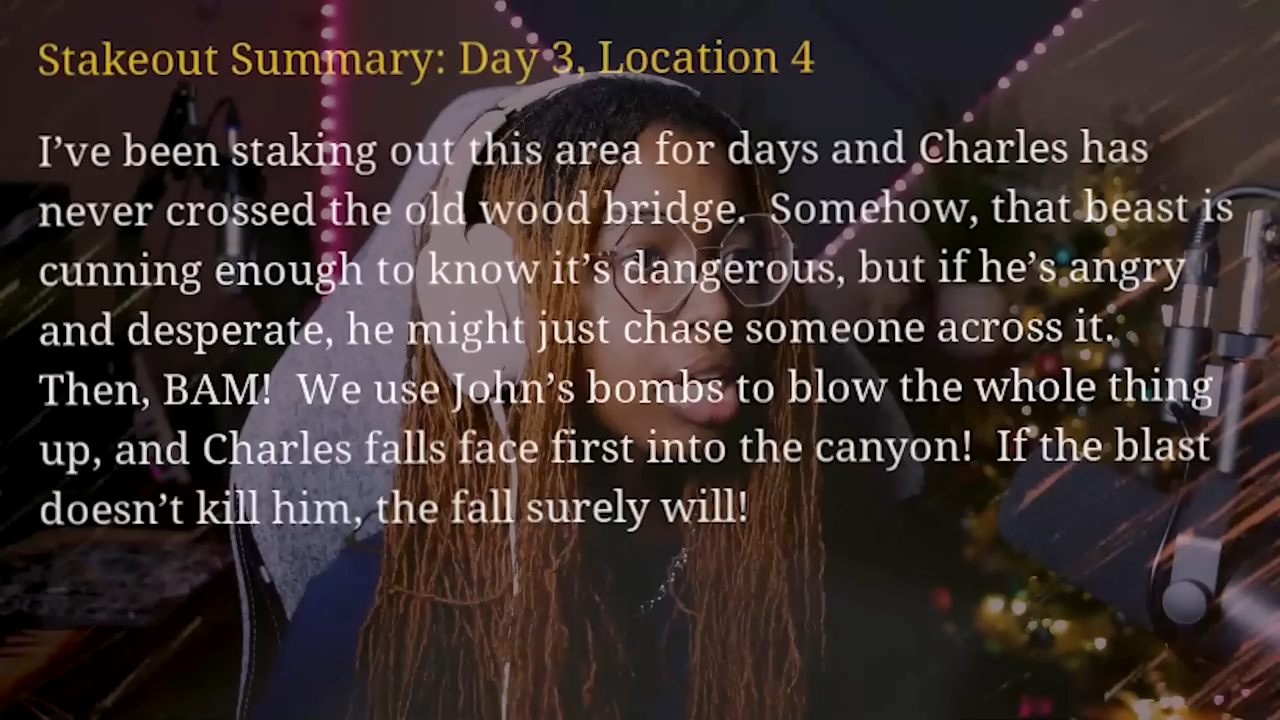 Stakeout Summary: Day 3, Location 4
I’ve been staking out this area for days and Charles has
never crossed the old wood bridge.  Somehow, that beast is
cunning enough to know it’s dangerous, but if he’s angry
and desperate, he might just chase someone across it.
Then, BAM!  We use John’s bombs to blow the whole thing
up, and Charles falls face first into the canyon!  If the blast
doesn’t kill him, the fall surely will!